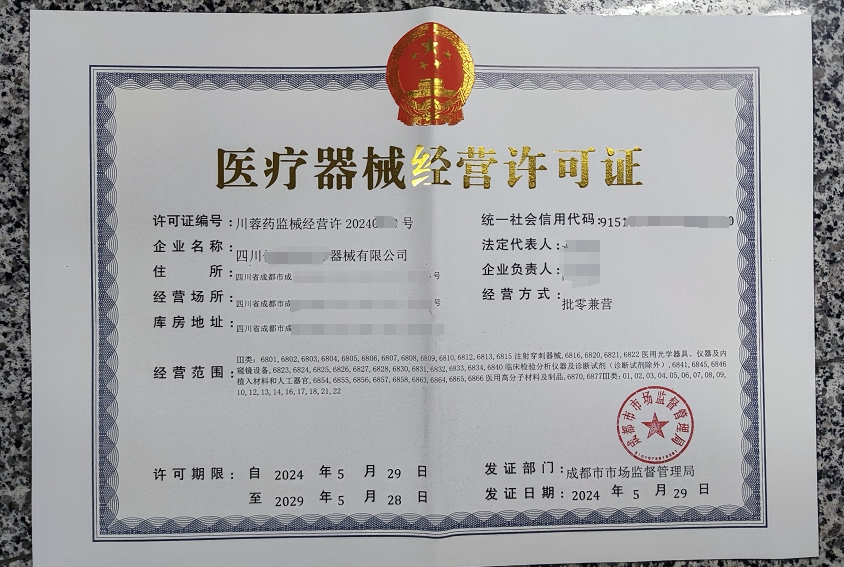 医疗器械经营许可证
许可证编号：川蓉药监械经营许 20240 号
统一社会信用代码：9151 0
企业名称：四川 器械有限公司
法定代表人：
住 所：四川省成都市成 号
企业负责人：
经营场所：四川省成都市成 号
经营方式：批零兼营
库房地址：四川省成都市成
经营范围：III类：6801, 6802, 6803, 6804, 6805, 6806, 6807, 6808, 6809, 6810, 6812, 6813, 6815 注射穿刺器械, 6816, 6820, 6821, 6822 医用光学器具、仪器及内
窥镜设备, 6823, 6824, 6825, 6826, 6827, 6828, 6830, 6831, 6832, 6833, 6834, 6840 临床检验分析仪器及诊断试剂（诊断试剂除外）, 6841, 6845, 6846
植入材料和人工器官, 6854, 6855, 6856, 6857, 6858, 6863, 6864, 6865, 6866 医用高分子材料及制品, 6870, 6877II类: 01, 02, 03, 04, 05, 06, 07, 08, 09,
10, 12, 13, 14, 16, 17, 18, 21, 22
成都市市场监督管理局
许可期限：自 2024 年 5 月 29 日
发证部门：成都市市场监督管理局
至 2029 年 5 月 28 日
发证日期：2024 年 5 月 29 日